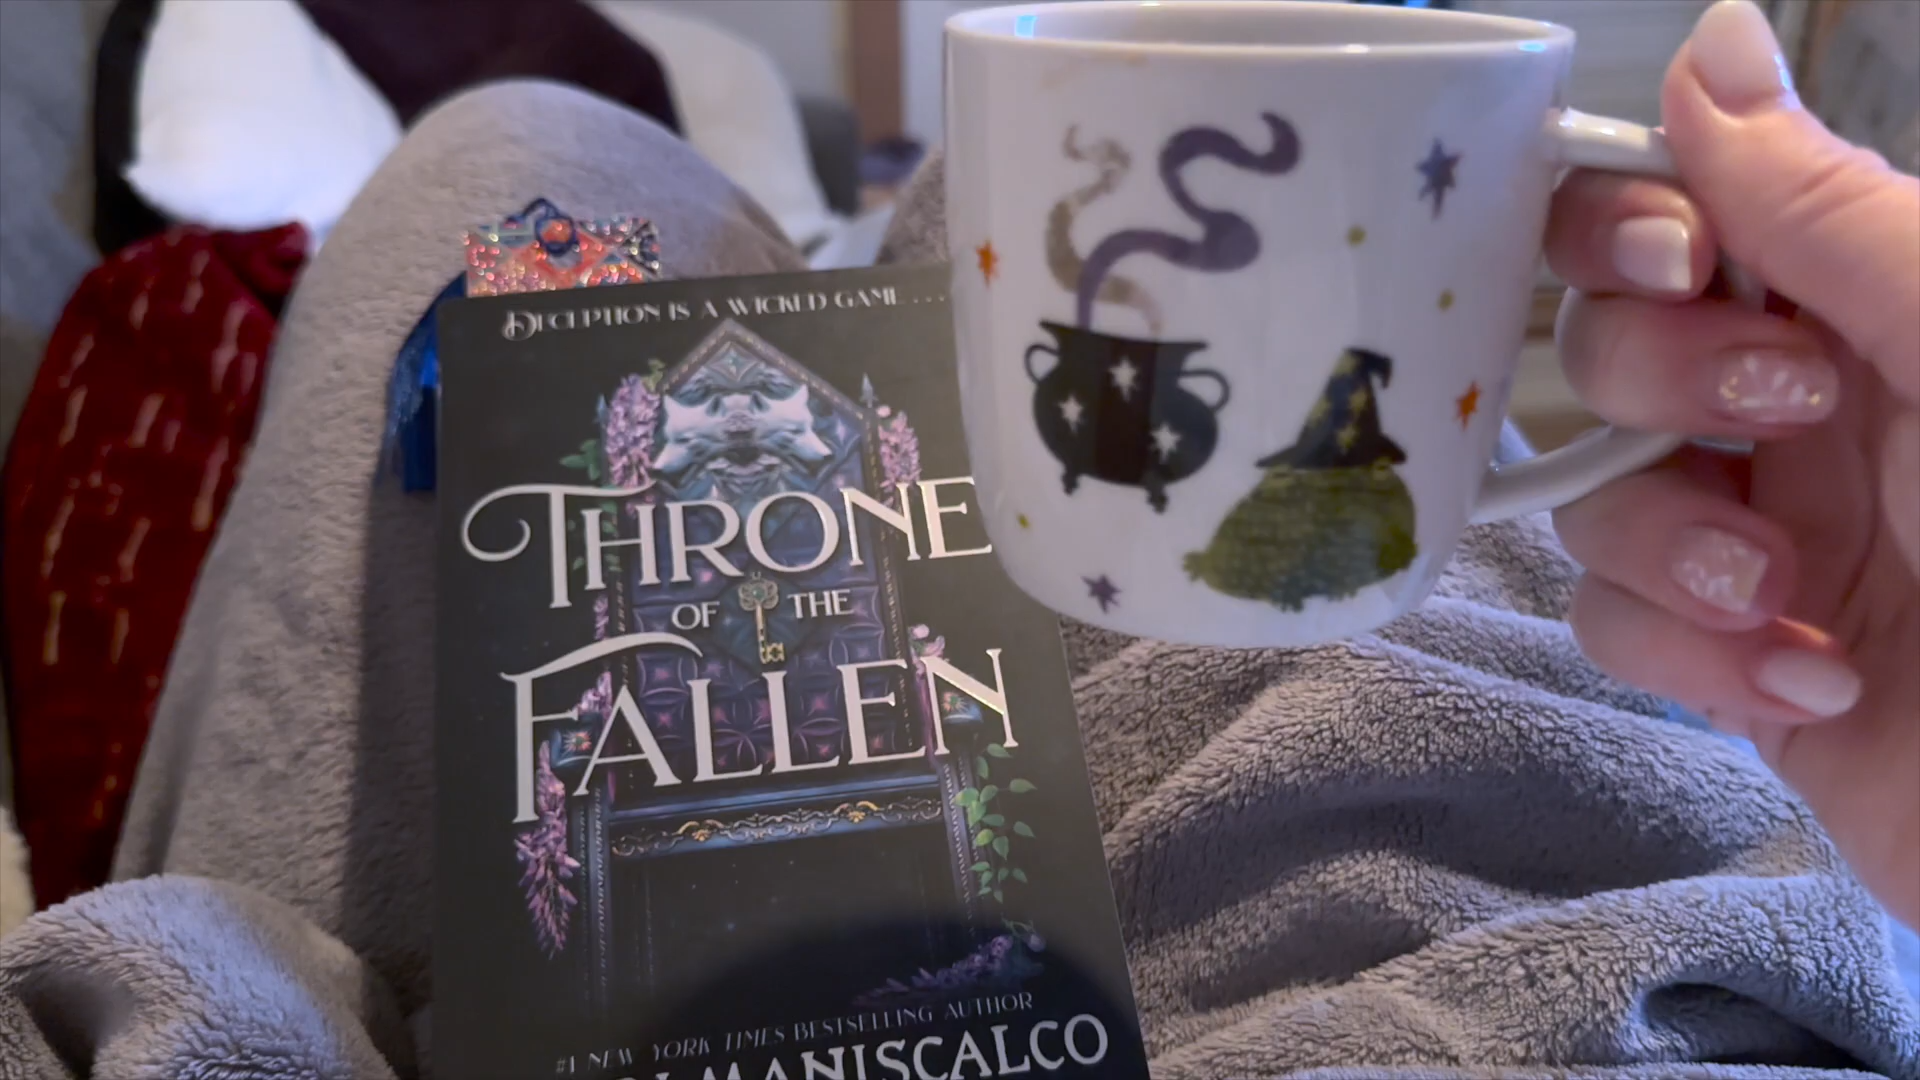 DECEPTION IS A WICKED GAME ...
THRONE
OF THE
FALLEN
#1 NEW YORK TIMES BESTSELLING AUTHOR
MANISCALCO